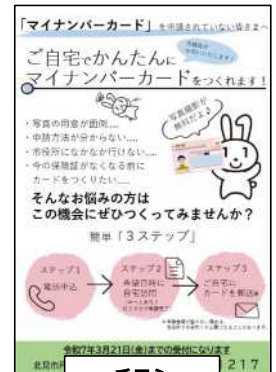 「マイナンバーカード」を申請されていない皆さまへ
ご自宅でかんたんに
マイナンバーカードをつくれます！
写真撮影が
無料だよ♪
・写真の用意が面倒…..
・申請方法が分からない….
・市役所になかなか行けない….
・今の保険証がなくなる前に
カードをつくりたい….
そんなお悩みの方は
この機会にぜひつくってみませんか？
簡単「3ステップ」
ステップ1
電話申込
ステップ2
希望日時に
自宅訪問
ステップ3
ご自宅に
カードを郵送
令和7年3月21日(金)までの受付になります
北見市
217
チラシ